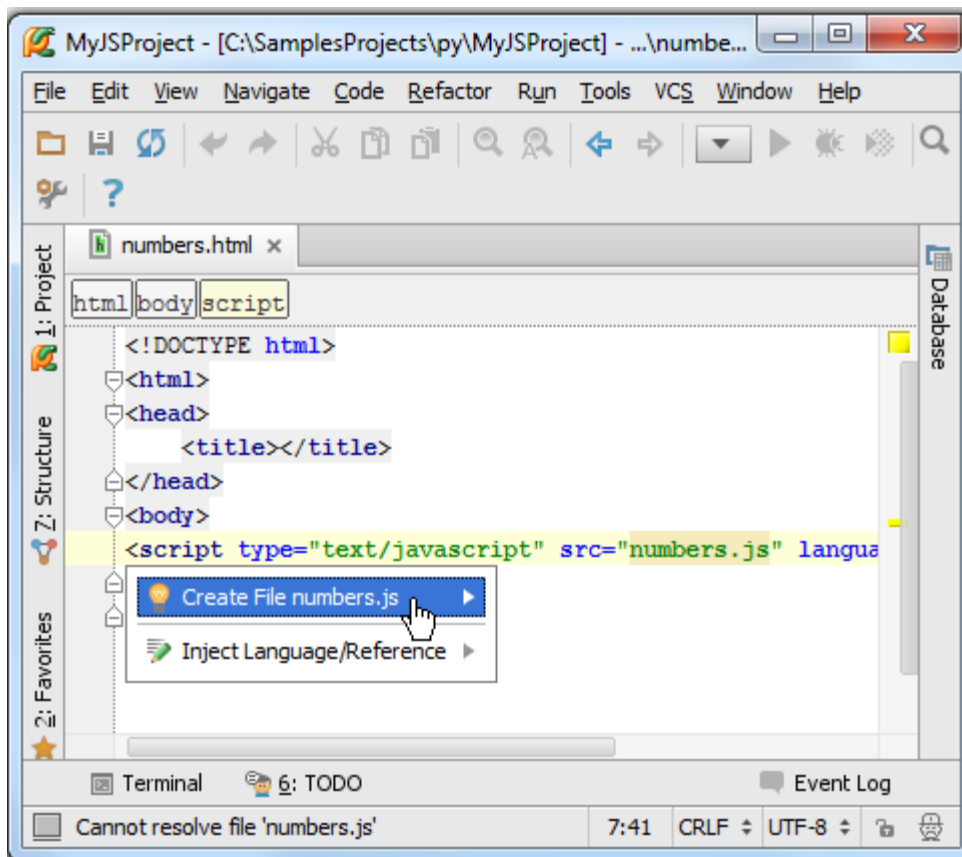 MyJSProject - [C:\SamplesProjects\py\MyJSProject] - ...\numbe...
File Edit View Navigate Code Refactor Run Tools VCS Window Help
numbers.html
1: Project
7: Structure
2: Favorites
Database
html body script
<!DOCTYPE html>
<html>
<head>
<title></title>
</head>
<body>
<script type="text/javascript" src="numbers.js" langua
Create File numbers.js
Inject Language/Reference
Terminal 6: TODO Event Log
Cannot resolve file 'numbers.js' 7:41 CRLF UTF-8